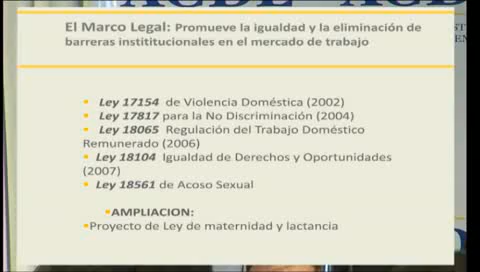 El Marco Legal: Promueve la igualdad y la eliminación de
barreras instititucionales en el mercado de trabajo
Ley 17154 de Violencia Doméstica (2002)
Ley 17817 para la No Discriminación (2004)
Ley 18065 Regulación del Trabajo Doméstico
Remunerado (2006)
Ley 18104 Igualdad de Derechos y Oportunidades
(2007)
Ley 18561 de Acoso Sexual
AMPLIACION:
Proyecto de Ley de maternidad y lactancia